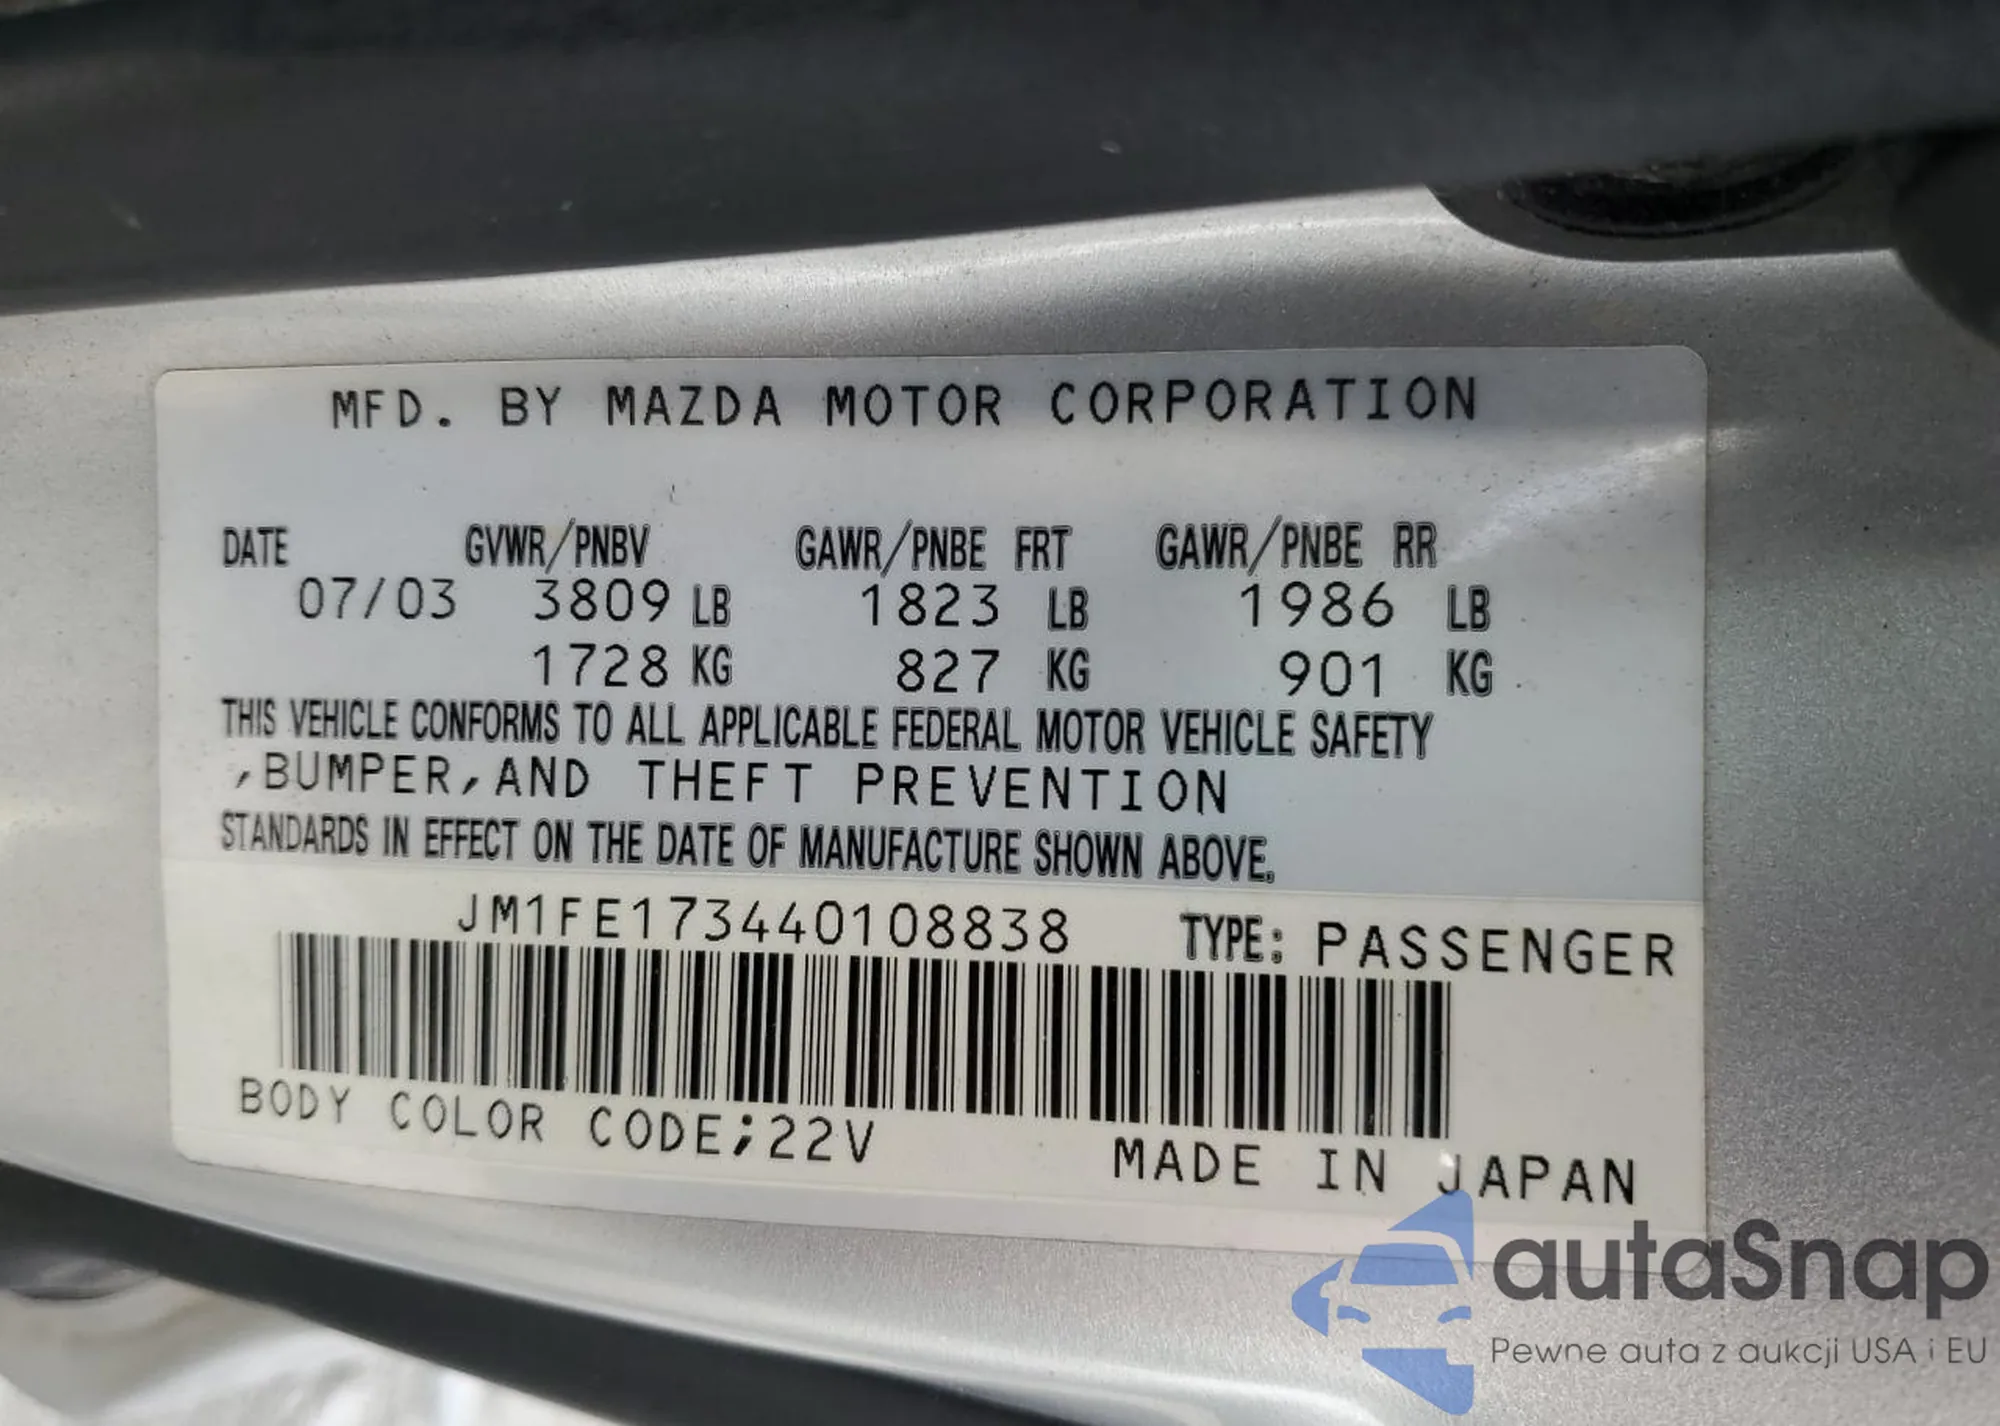 MFD. BY MAZDA MOTOR CORPORATION
DATE GVWR/PNBV GAWR/PNBE FRT GAWR/PNBE RR
07/03 3809 LB 1823 LB 1986 LB
1728 KG 827 KG 901 KG
THIS VEHICLE CONFORMS TO ALL APPLICABLE FEDERAL MOTOR VEHICLE SAFETY
,BUMPER,AND THEFT PREVENTION
STANDARDS IN EFFECT ON THE DATE OF MANUFACTURE SHOWN ABOVE.
JM1FE173440108838 TYPE: PASSENGER
BODY COLOR CODE;22V
MADE IN JAPAN
autaSnap
Pewne auta z aukcji USA i EU